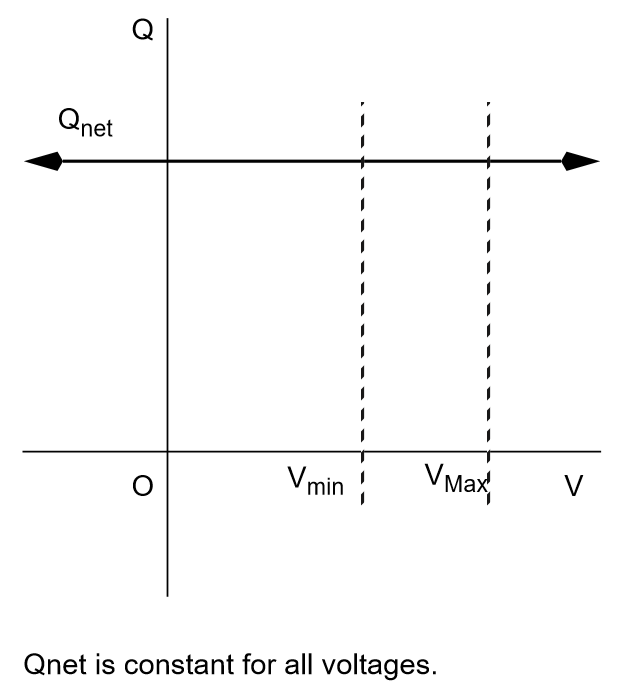 Q
Qnet
O
Vmin
VMax
V
Qnet is constant for all voltages.